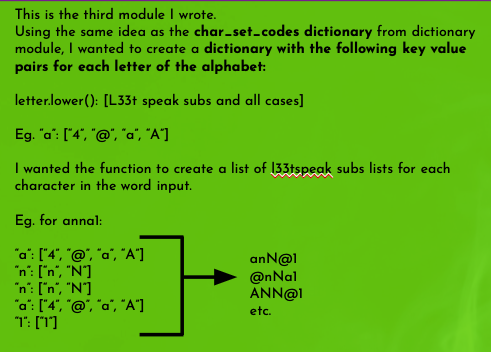 This is the third module I wrote.
Using the same idea as the char_set_codes dictionary from dictionary
module, I wanted to create a dictionary with the following key value
pairs for each letter of the alphabet:
letter.lower(): [L33t speak subs and all cases]
Eg. "a": ["4", "@", "a", "A"]
I wanted the function to create a list of l33tspeak subs lists for each
character in the word input.
Eg. for anna1:
"a": ["4", "@", "a", "A"]
"n": ["n", "N"]
"n": ["n", "N"]
"a": ["4", "@", "a", "A"]
"1": ["1"]
anN@1
@nNa1
ANN@1
etc.